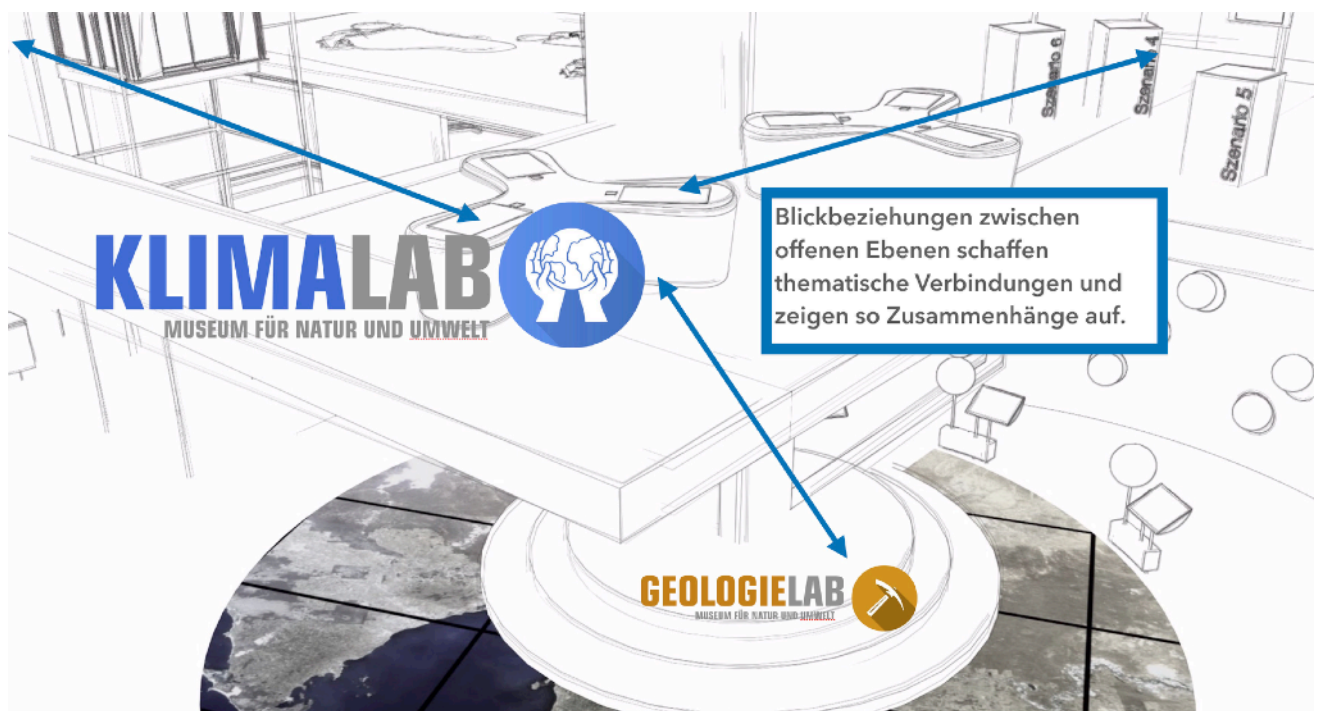 Szenario 6
Szenario 4
Szenario 5
Blickbeziehungen zwischen
offenen Ebenen schaffen
thematische Verbindungen und
zeigen so Zusammenhänge auf.
KLIMALAB
MUSEUM FÜR NATUR UND UMWELT
GEOLOGIELAB
MUSEUM FÜR NATUR UND UMWELT